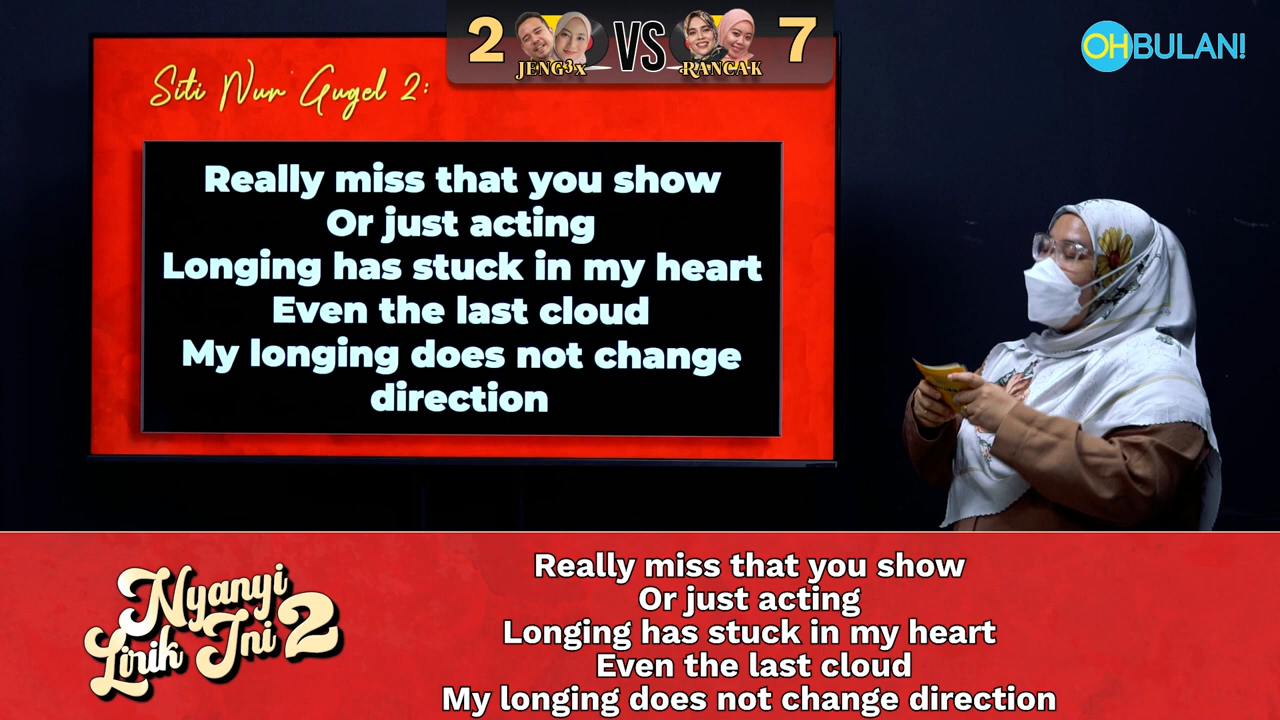 2 JENG3X VS RANCAK 7
OHBULAN!
Siti Nur Gugel 2:
Really miss that you show
Or just acting
Longing has stuck in my heart
Even the last cloud
My longing does not change
direction
Nyanyi
Lirik Ini 2
Really miss that you show
Or just acting
Longing has stuck in my heart
Even the last cloud
My longing does not change direction